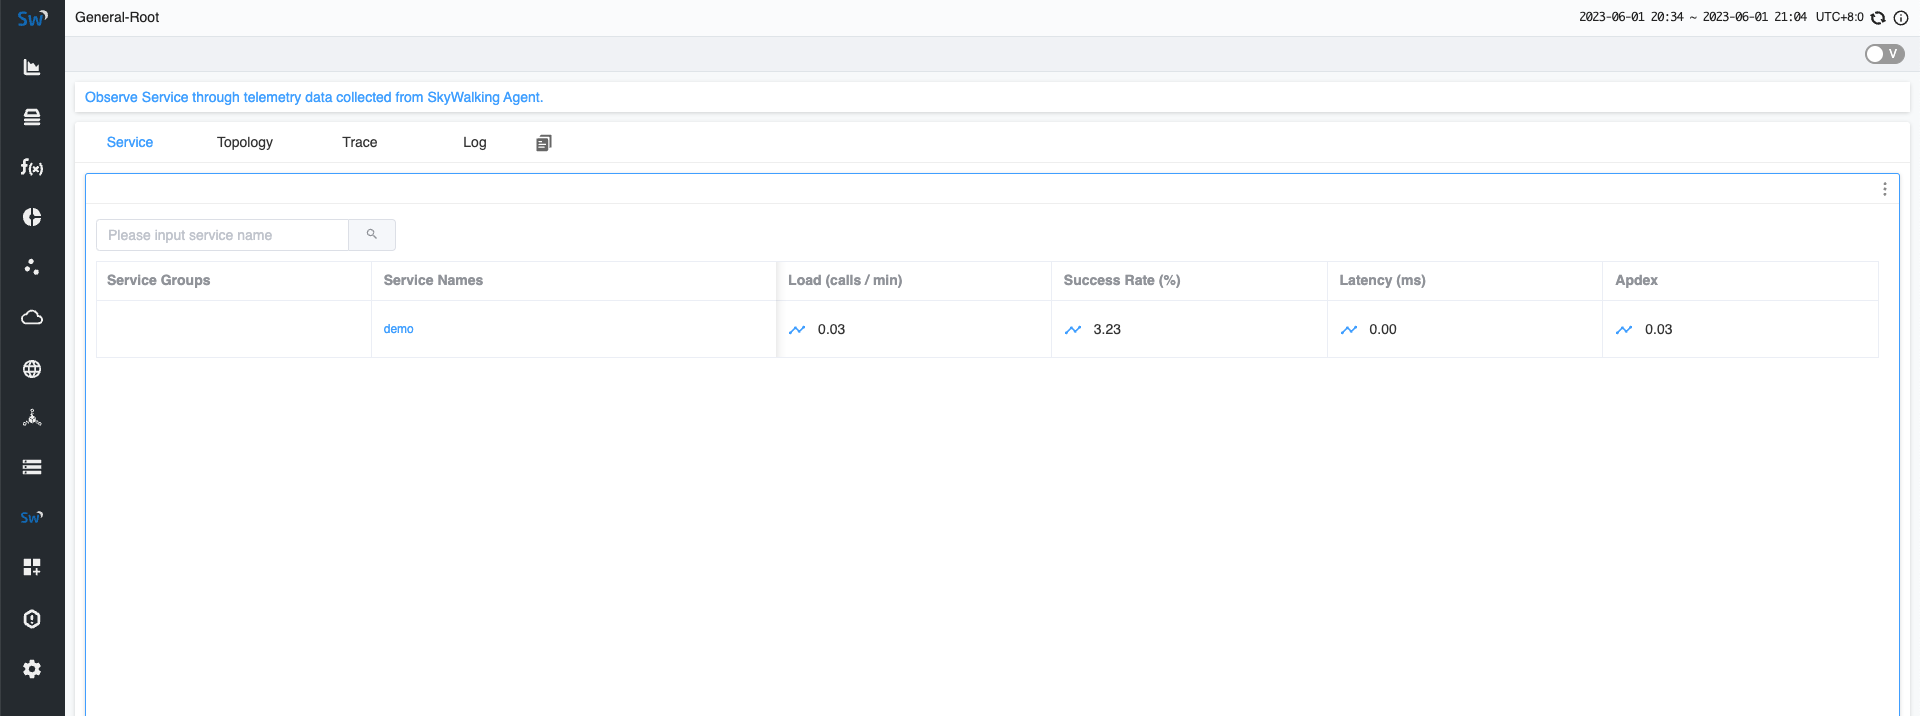 Sw
General-Root
2023-06-01 20:34 ~ 2023-06-01 21:04 UTC+8:0
V
Observe Service through telemetry data collected from SkyWalking Agent.
Service Topology Trace Log
f(x)
Please input service name
Service Groups Service Names Load (calls / min) Success Rate (%) Latency (ms) Apdex
demo 0.03 3.23 0.00 0.03
Sw